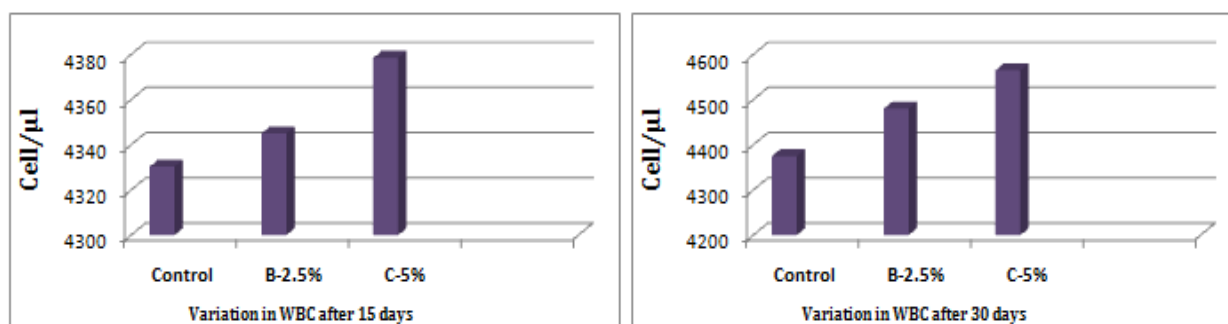 4380
4360
4340
4320
4300
Cell/µl
Control B-2.5% C-5%
Variation in WBC after 15 days
4600
4500
4400
4300
4200
Cell/µl
Control B-2.5% C-5%
Variation in WBC after 30 days